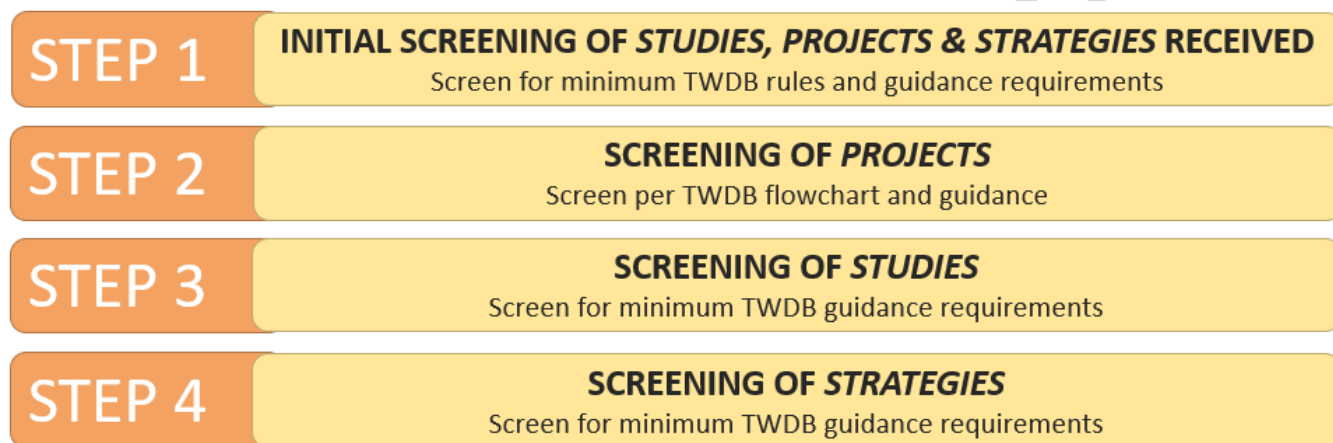 STEP 1
INITIAL SCREENING OF STUDIES, PROJECTS & STRATEGIES RECEIVED
Screen for minimum TWDB rules and guidance requirements
STEP 2
SCREENING OF PROJECTS
Screen per TWDB flowchart and guidance
STEP 3
SCREENING OF STUDIES
Screen for minimum TWDB guidance requirements
STEP 4
SCREENING OF STRATEGIES
Screen for minimum TWDB guidance requirements